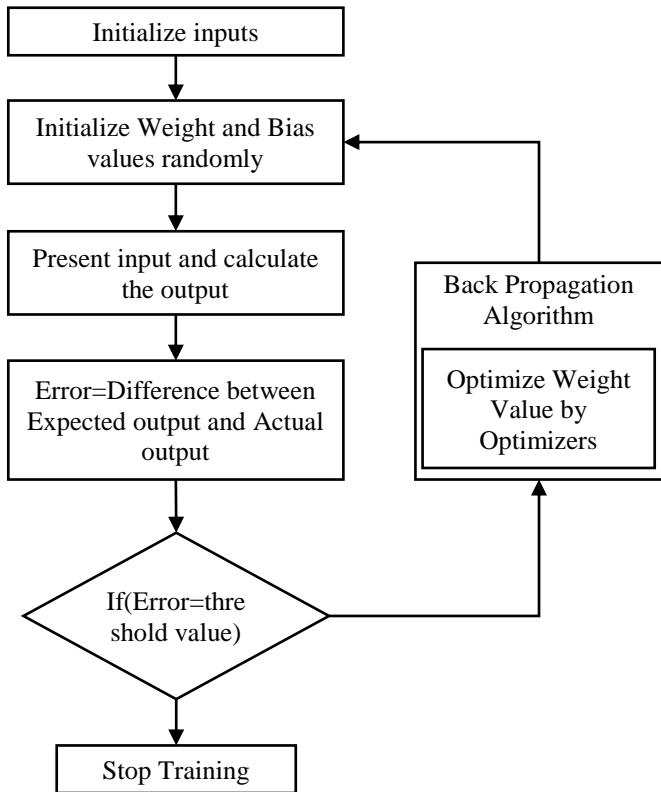 Initialize inputs
Initialize Weight and Bias
values randomly
Present input and calculate
the output
Back Propagation
Algorithm
Optimize Weight
Value by
Optimizers
Error=Difference between
Expected output and Actual
output
If(Error=thre
shold value)
Stop Training